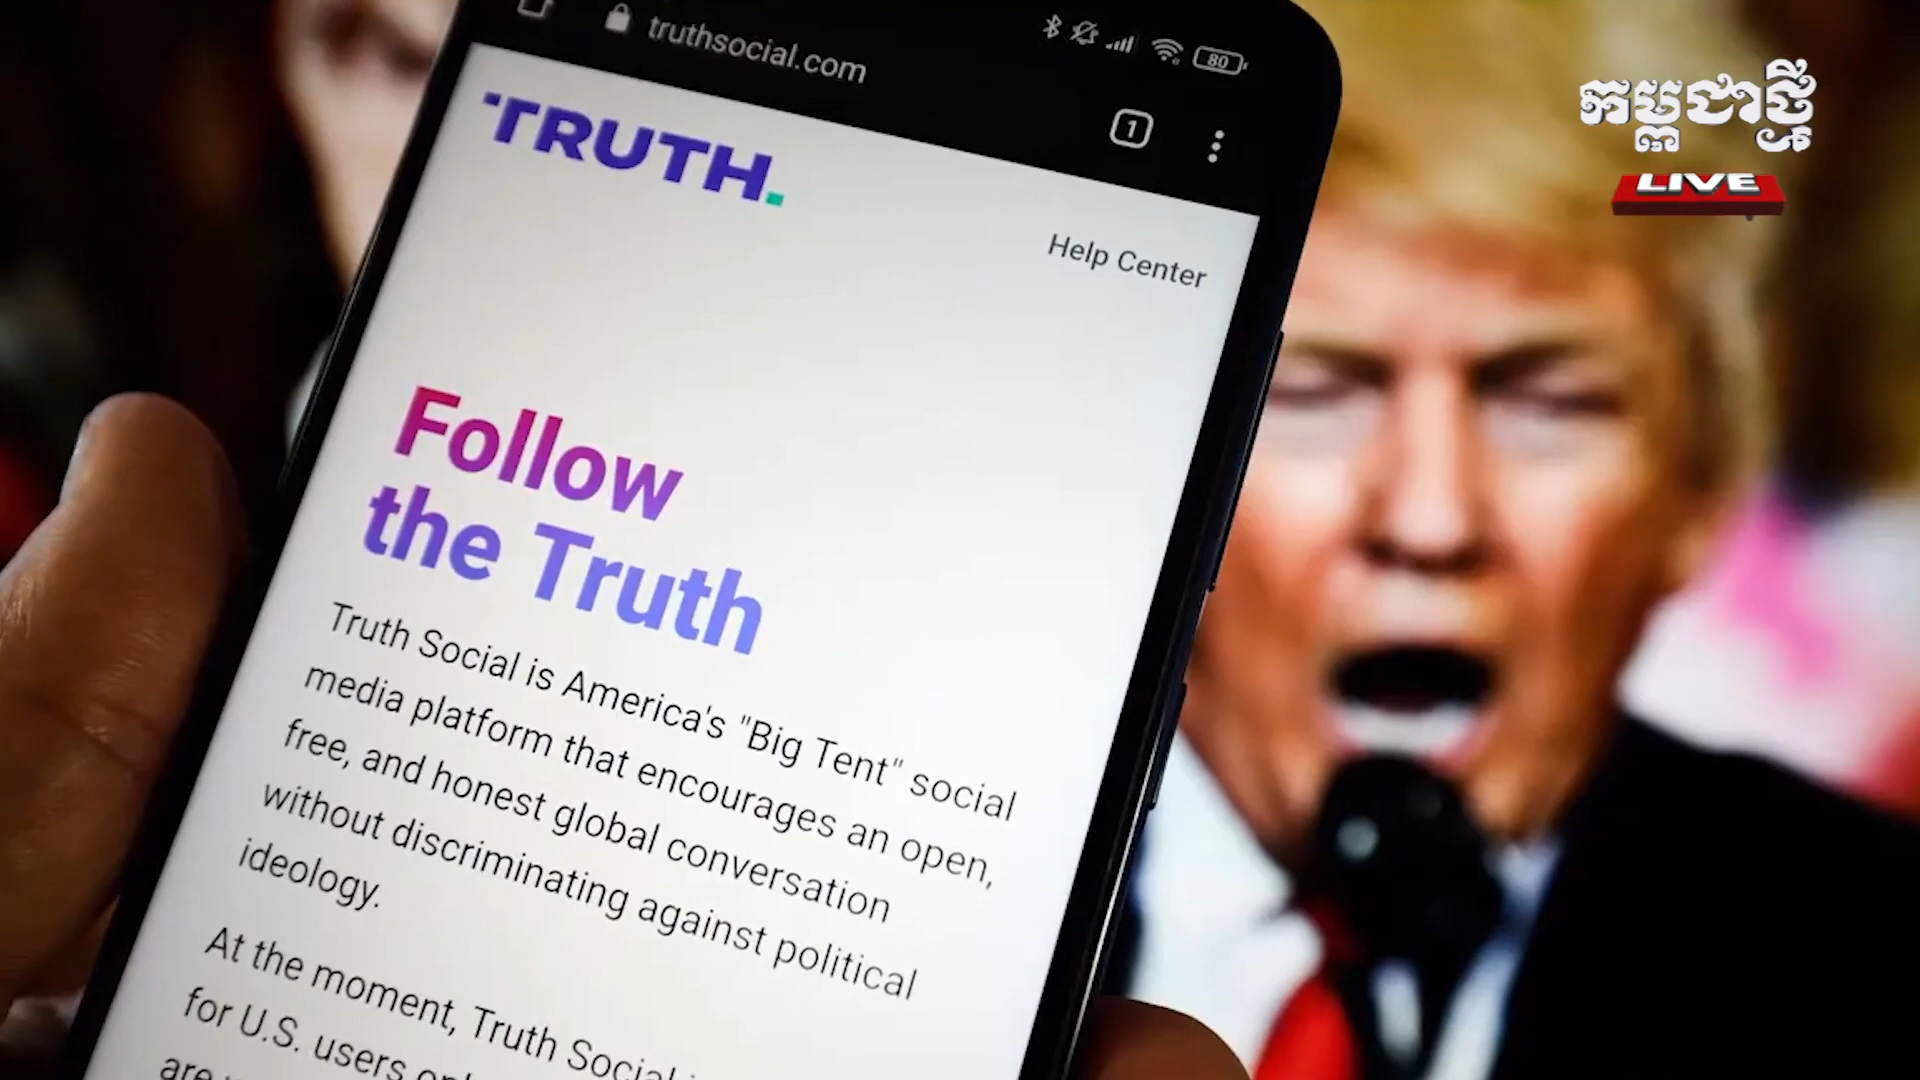 truthsocial.com
80
1
TRUTH.
Help Center
Follow
the Truth
Truth Social is America's "Big Tent" social
media platform that encourages an open,
free, and honest global conversation
without discriminating against political
ideology.
At the moment, Truth Social
for U.S. users
are
កម្ពុជាថ្មី
LIVE